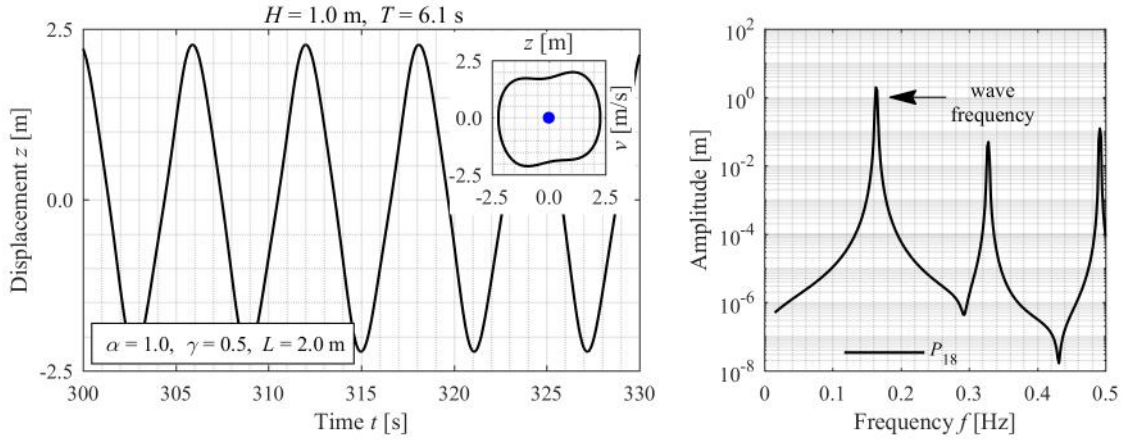 H = 1.0 m, T = 6.1 s
Displacement z [m]
2.5
0.0
-2.5
300
305
310
315
320
325
330
Time t [s]
α = 1.0, γ = 0.5, L = 2.0 m
z [m]
2.5
0.0
-2.5
-2.5
0.0
2.5
v [m/s]
Amplitude [m]
10^2
10^0
10^-2
10^-4
10^-6
10^-8
wave
frequency
P_18
0
0.1
0.2
0.3
0.4
0.5
Frequency f [Hz]